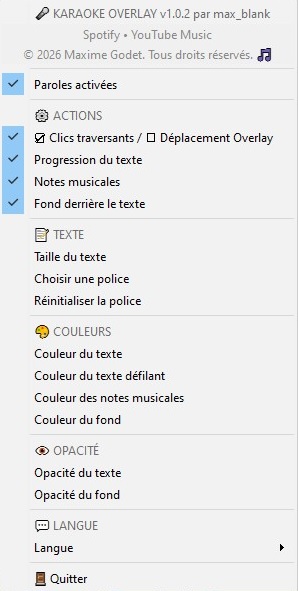 🎤 KARAOKE OVERLAY v1.0.2 par max_blank
Spotify • YouTube Music
© 2026 Maxime Godet. Tous droits réservés. 🎵
Paroles activées
ACTIONS
☑ Clics traversants / ☐ Déplacement Overlay
Progression du texte
Notes musicales
Fond derrière le texte
📝 TEXTE
Taille du texte
Choisir une police
Réinitialiser la police
🎨 COULEURS
Couleur du texte
Couleur du texte défilant
Couleur des notes musicales
Couleur du fond
👁 OPACITÉ
Opacité du texte
Opacité du fond
💬 LANGUE
Langue
🚪 Quitter